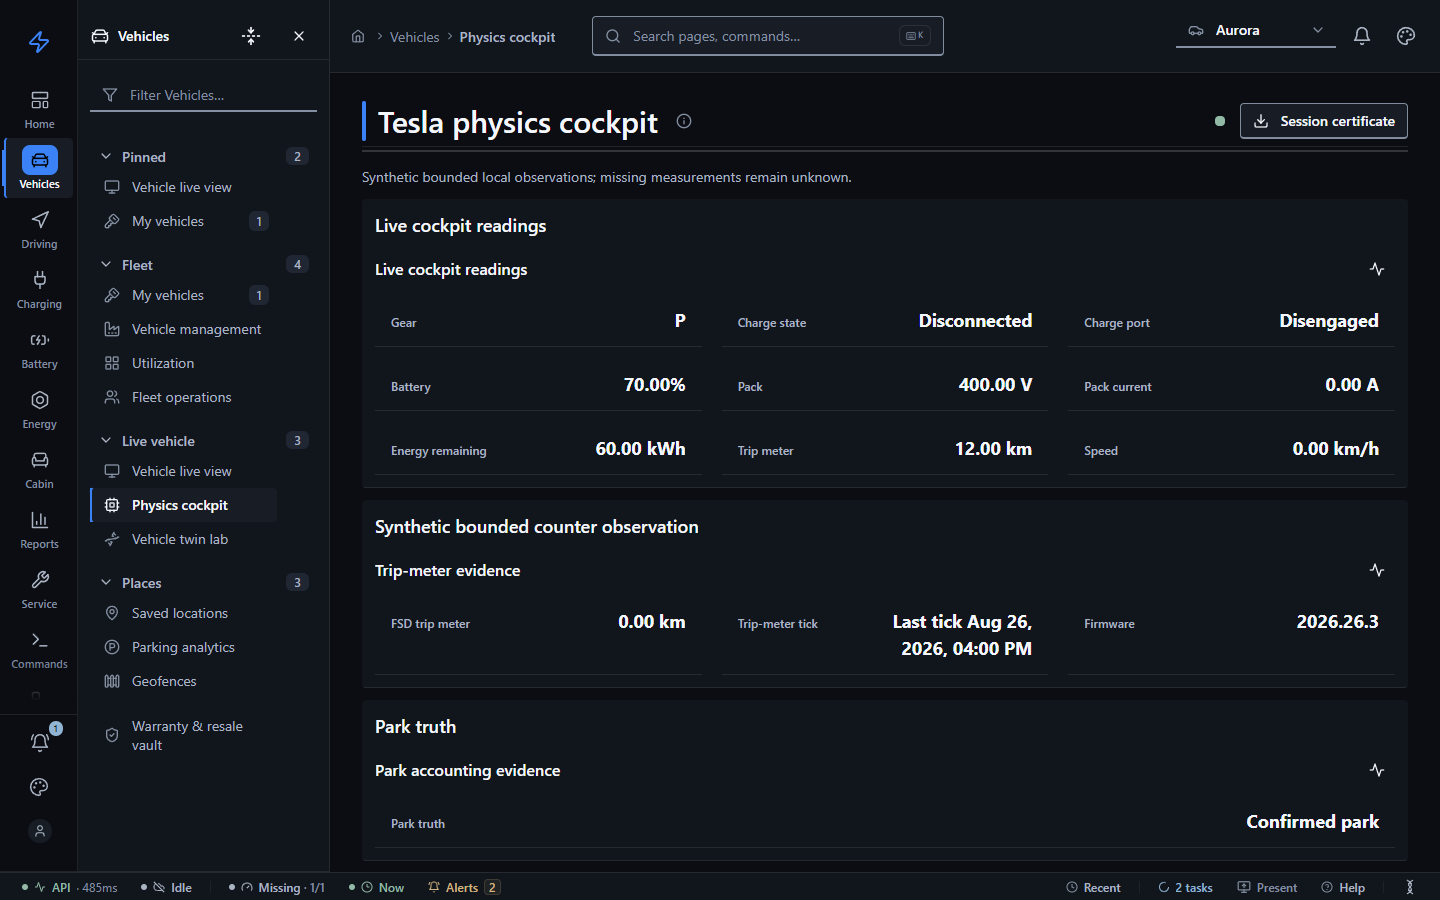 Home
Vehicles
Driving
Charging
Battery
Energy
Cabin
Reports
Service
Commands
1
Vehicles
Filter Vehicles...
Pinned 2
Vehicle live view
My vehicles 1
Fleet 4
My vehicles 1
Vehicle management
Utilization
Fleet operations
Live vehicle 3
Vehicle live view
Physics cockpit
Vehicle twin lab
Places 3
Saved locations
Parking analytics
Geofences
Warranty & resale
vault
Vehicles
Physics cockpit
Search pages, commands...
K
Aurora
Tesla physics cockpit
Session certificate
Synthetic bounded local observations; missing measurements remain unknown.
Live cockpit readings
Live cockpit readings
Gear P
Charge state Disconnected
Charge port Disengaged
Battery 70.00%
Pack 400.00 V
Pack current 0.00 A
Energy remaining 60.00 kWh
Trip meter 12.00 km
Speed 0.00 km/h
Synthetic bounded counter observation
Trip-meter evidence
FSD trip meter 0.00 km
Trip-meter tick Last tick Aug 26,
2026, 04:00 PM
Firmware 2026.26.3
Park truth
Park accounting evidence
Park truth Confirmed park
API · 485ms
Idle
Missing · 1/1
Now
Alerts 2
Recent
2 tasks
Present
Help